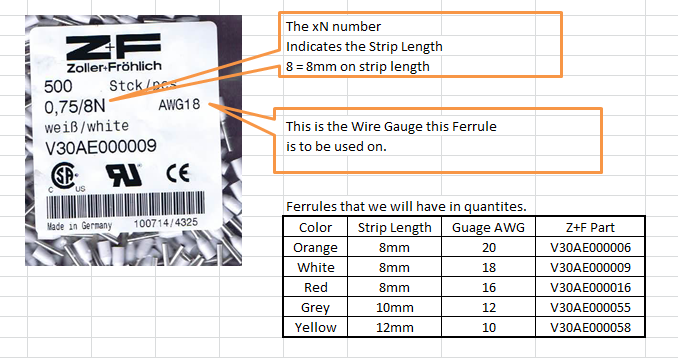 Z+F
Zoller+Fröhlich
500 Stck/pcs
0,75/8N AWG18
weiß/white
V30AE000009
C US
Made in Germany 100714/4325
The xN number
Indicates the Strip Length
8 = 8mm on strip length
This is the Wire Gauge this Ferrule
is to be used on.
Ferrules that we will have in quantites.
Color Strip Length Guage AWG Z+F Part
Orange 8mm 20 V30AE000006
White 8mm 18 V30AE000009
Red 8mm 16 V30AE000016
Grey 10mm 12 V30AE000055
Yellow 12mm 10 V30AE000058